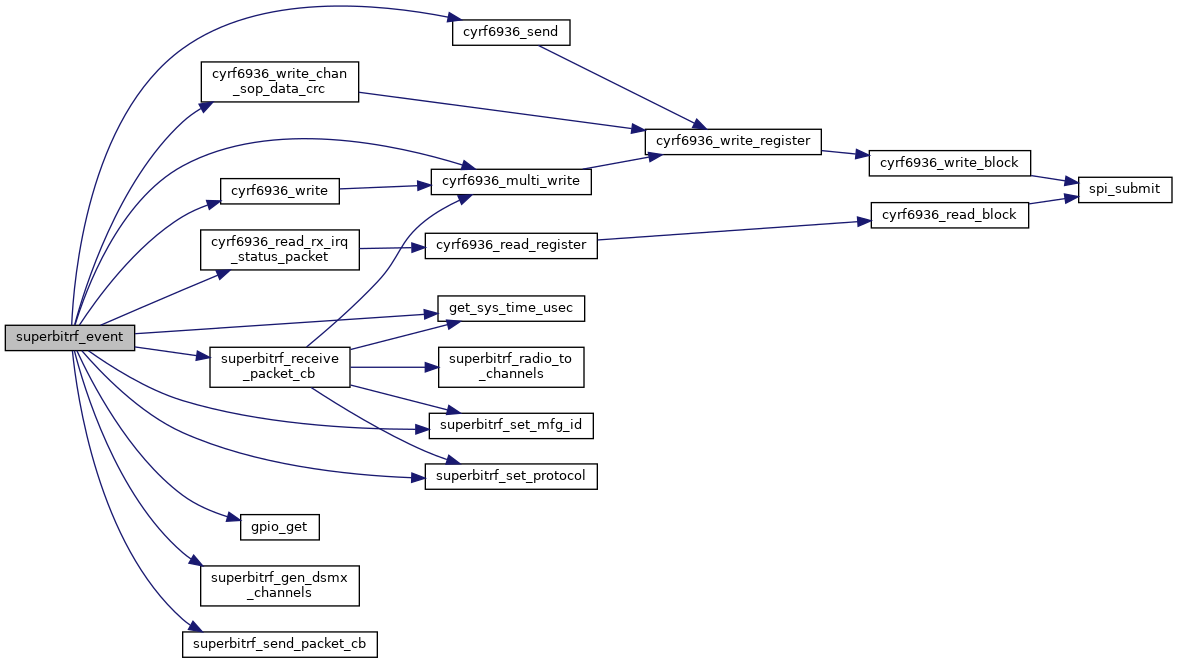 cyrf6936_send
cyrf6936_write_chan
_sop_data_crc
cyrf6936_write_register
cyrf6936_write_block
cyrf6936_multi_write
cyrf6936_write
spi_submit
cyrf6936_read_block
cyrf6936_read_rx_irq
_status_packet
cyrf6936_read_register
get_sys_time_usec
superbitrf_event
superbitrf_receive
_packet_cb
superbitrf_radio_to
_channels
superbitrf_set_mfg_id
superbitrf_set_protocol
gpio_get
superbitrf_gen_dsmx
_channels
superbitrf_send_packet_cb